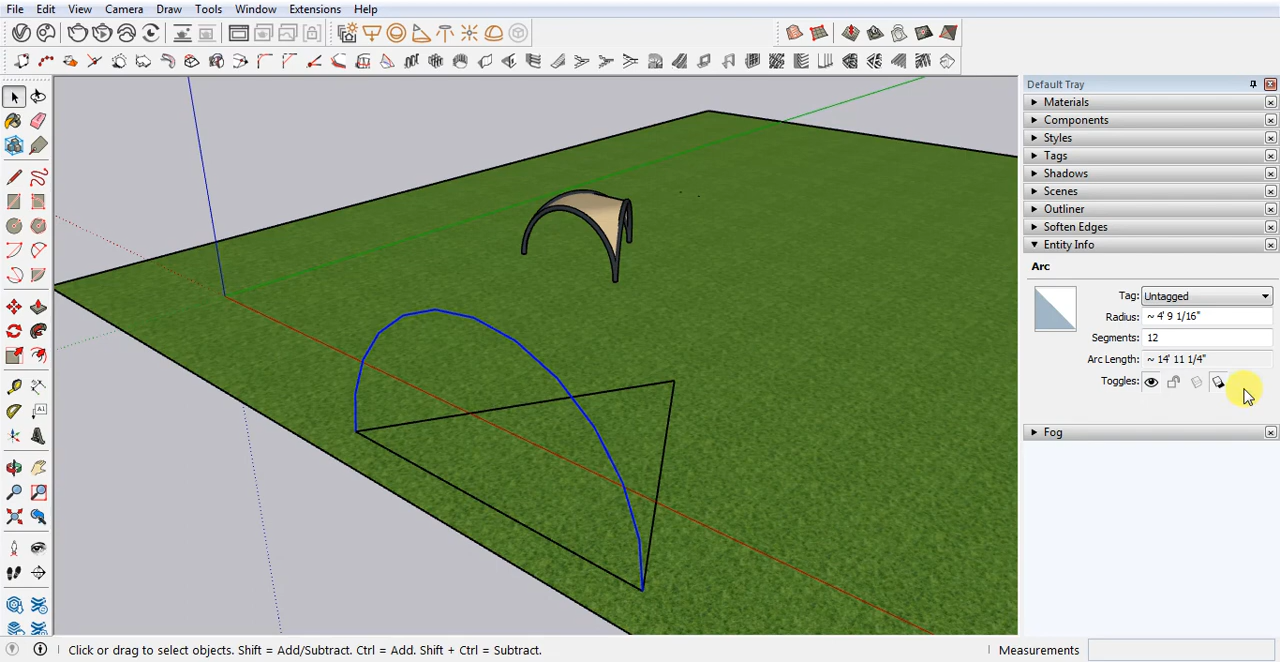 File Edit View Camera Draw Tools Window Extensions Help
Default Tray
Materials
Components
Styles
Tags
Shadows
Scenes
Outliner
Soften Edges
Entity Info
Arc
Tag: Untagged
Radius: ~ 4' 9 1/16"
Segments: 12
Arc Length: ~ 14' 11 1/4"
Toggles:
Fog
Click or drag to select objects. Shift = Add/Subtract. Ctrl = Add. Shift + Ctrl = Subtract.
Measurements